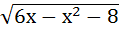 √(6x − x² − 8)